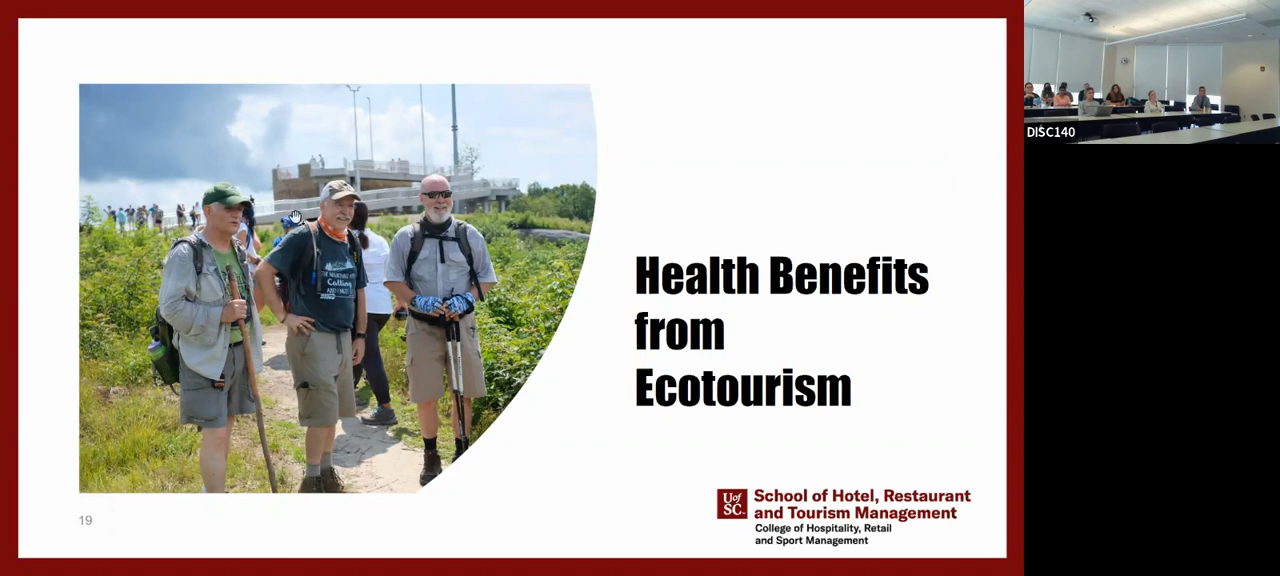 Health Benefits
from
Ecotourism
Calling
19
UofSC
School of Hotel, Restaurant
and Tourism Management
College of Hospitality, Retail
and Sport Management
DISC140